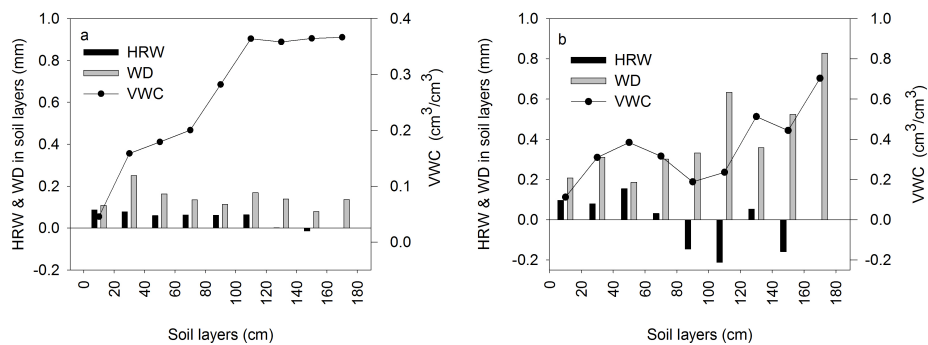 a
HRW
WD
VWC
1.0
0.8
0.6
0.4
0.2
0.0
-0.2
HRW & WD in soil layers (mm)
0.4
0.3
0.2
0.1
0.0
VWC (cm3/cm3)
0 20 40 60 80 100 120 140 160 180
Soil layers (cm)
b
HRW
WD
VWC
1.0
0.8
0.6
0.4
0.2
0.0
-0.2
HRW & WD in soil layers (mm)
1.0
0.8
0.6
0.4
0.2
0.0
-0.2
VWC (cm3/cm3)
0 20 40 60 80 100 120 140 160 180
Soil layers (cm)